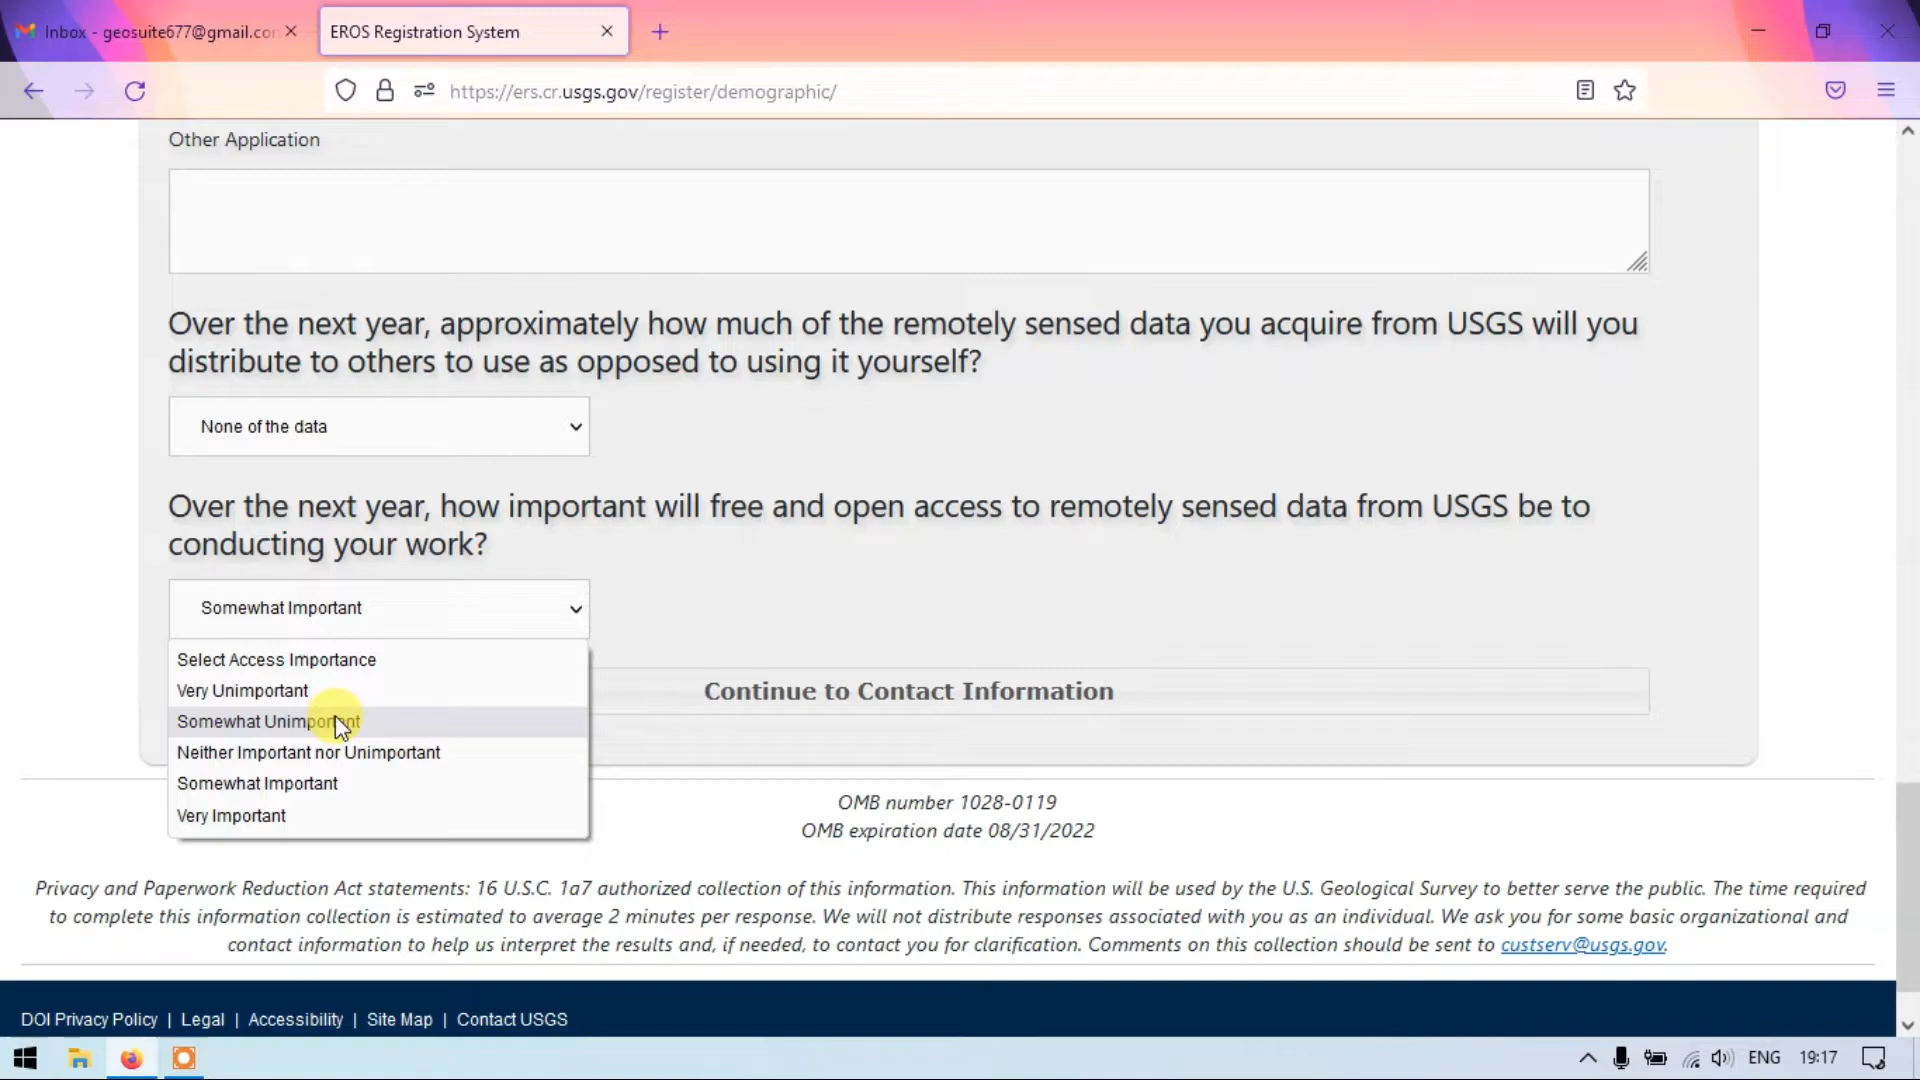 Inbox - geosuite677@gmail.co
EROS Registration System
https://ers.cr.usgs.gov/register/demographic/
Other Application
Over the next year, approximately how much of the remotely sensed data you acquire from USGS will you
distribute to others to use as opposed to using it yourself?
None of the data
Over the next year, how important will free and open access to remotely sensed data from USGS be to
conducting your work?
Somewhat Important
Select Access Importance
Very Unimportant
Somewhat Unimportant
Neither Important nor Unimportant
Somewhat Important
Very Important
Continue to Contact Information
OMB number 1028-0119
OMB expiration date 08/31/2022
Privacy and Paperwork Reduction Act statements: 16 U.S.C. 1a7 authorized collection of this information. This information will be used by the U.S. Geological Survey to better serve the public. The time required
to complete this information collection is estimated to average 2 minutes per response. We will not distribute responses associated with you as an individual. We ask you for some basic organizational and
contact information to help us interpret the results and, if needed, to contact you for clarification. Comments on this collection should be sent to custserv@usgs.gov.
DOI Privacy Policy | Legal | Accessibility | Site Map | Contact USGS
ENG 19:17